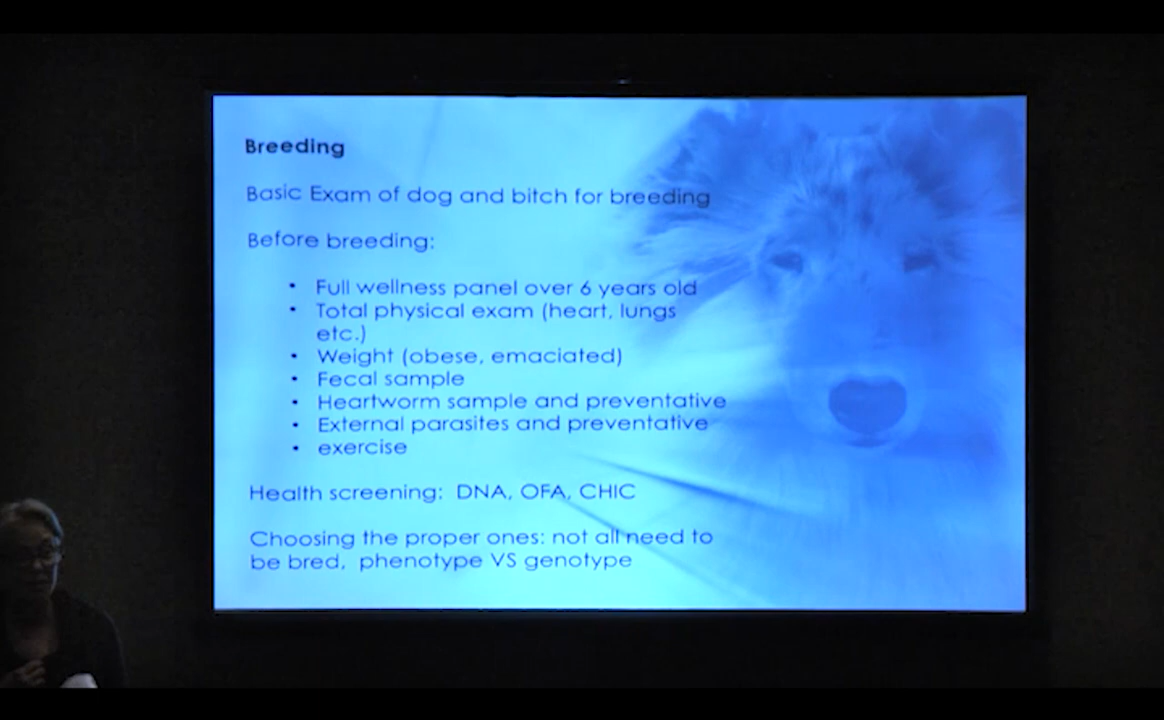 Breeding
Basic Exam of dog and bitch for breeding
Before breeding:
• Full wellness panel over 6 years old
• Total physical exam (heart, lungs
etc.)
• Weight (obese, emaciated)
• Fecal sample
• Heartworm sample and preventative
• External parasites and preventative
• exercise
Health screening: DNA, OFA, CHIC
Choosing the proper ones: not all need to
be bred, phenotype VS genotype